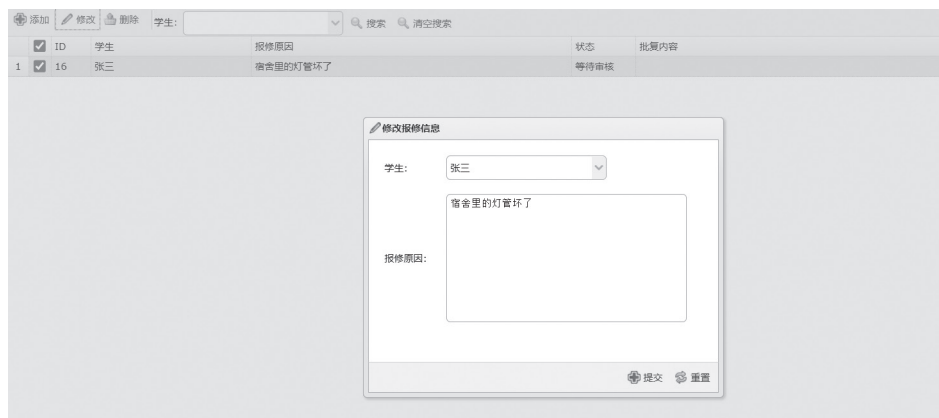 添加 修改 删除 学生: 搜索 清空搜索
ID 学生 报修原因 状态 批复内容
1 16 张三 宿舍里的灯管坏了 等待审核
修改报修信息
学生: 张三
宿舍里的灯管坏了
报修原因:
提交 重置